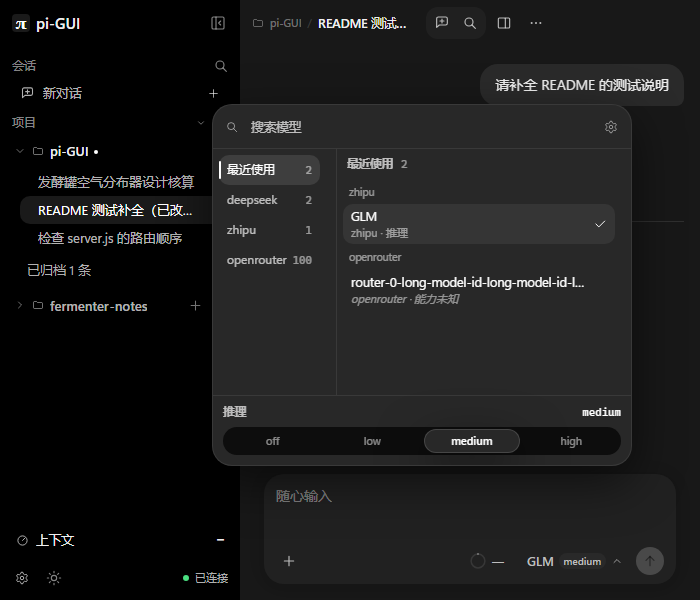 π pi-GUI
会话
新对话 +
项目
pi-GUI •
发酵罐空气分布器设计核算
README 测试补全（已改...
检查 server.js 的路由顺序
已归档 1 条
fermenter-notes +
上下文 –
已连接
pi-GUI / README 测试... ...
请补全 README 的测试说明
搜索模型
最近使用 2
deepseek 2
zhipu 1
openrouter 100
最近使用 2
zhipu
GLM
zhipu · 推理
openrouter
router-0-long-model-id-long-model-id-l...
openrouter · 能力未知
推理 medium
off low medium high
随心输入
+ — GLM medium